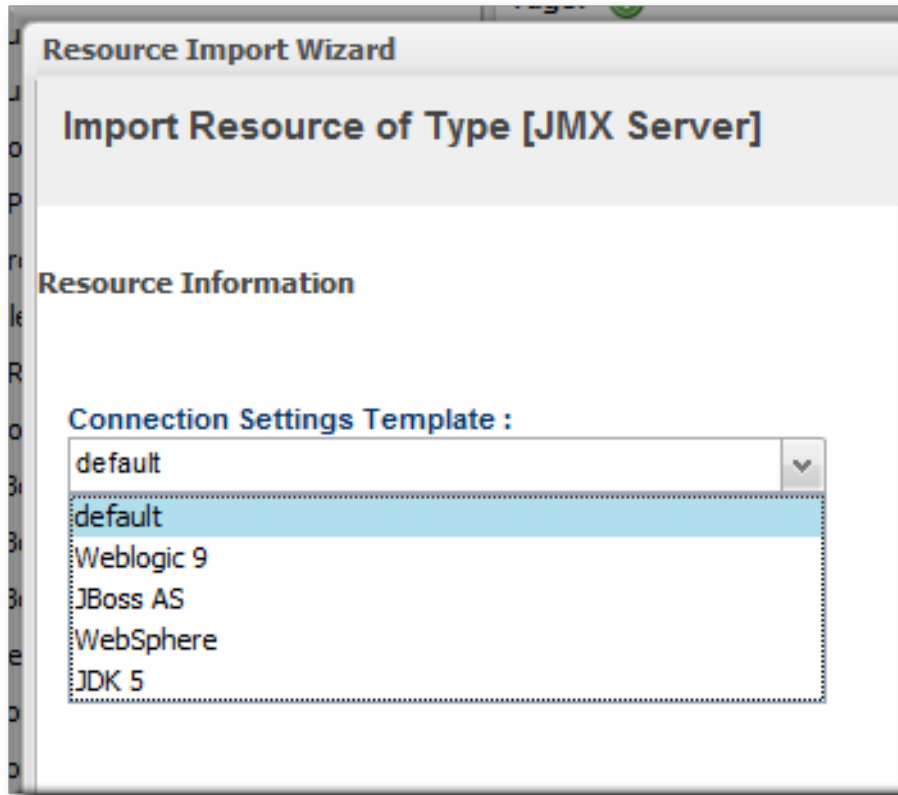 Resource Import Wizard
Import Resource of Type [JMX Server]
Resource Information
Connection Settings Template :
default
default
Weblogic 9
JBoss AS
WebSphere
JDK 5